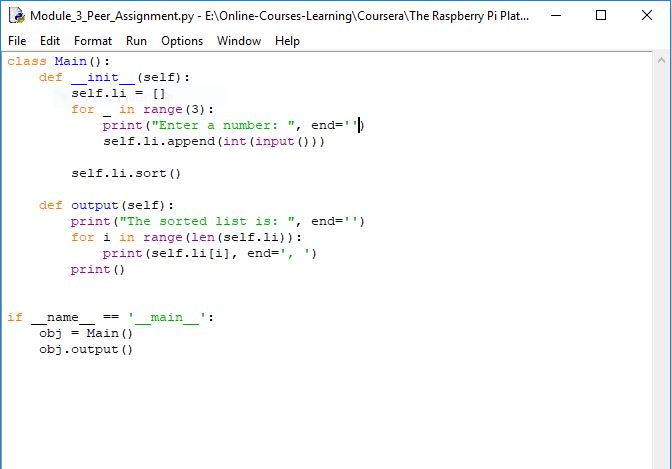 Module_3_Peer_Assignment.py - E:\Online-Courses-Learning\Coursera\The Raspberry Pi Plat...
File Edit Format Run Options Window Help
class Main():
    def __init__(self):
        self.li = []
        for _ in range(3):
            print("Enter a number: ", end='')
            self.li.append(int(input()))

        self.li.sort()

    def output(self):
        print("The sorted list is: ", end='')
        for i in range(len(self.li)):
            print(self.li[i], end=', ')
        print()


if __name__ == '__main__':
    obj = Main()
    obj.output()